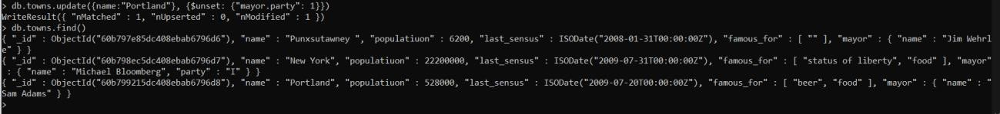 > db.towns.update({name:"Portland"}, {$unset: {"mayor.party": 1}})
WriteResult({ "nMatched" : 1, "nUpserted" : 0, "nModified" : 1 })
> db.towns.find()
{ "_id" : ObjectId("60b797e85dc408ebab6796d6"), "name" : "Punxsutawney ", "populatiuon" : 6200, "last_sensus" : ISODate("2008-01-31T00:00:00Z"), "famous_for" : [ "" ], "mayor" : { "name" : "Jim Wehrl
e" } }
{ "_id" : ObjectId("60b798ec5dc408ebab6796d7"), "name" : "New York", "populatiuon" : 22200000, "last_sensus" : ISODate("2009-07-31T00:00:00Z"), "famous_for" : [ "status of liberty", "food" ], "mayor"
 : { "name" : "Michael Bloomberg", "party" : "I" } }
{ "_id" : ObjectId("60b799215dc408ebab6796d8"), "name" : "Portland", "populatiuon" : 528000, "last_sensus" : ISODate("2009-07-20T00:00:00Z"), "famous_for" : [ "beer", "food" ], "mayor" : { "name" : "
Sam Adams" } }
>